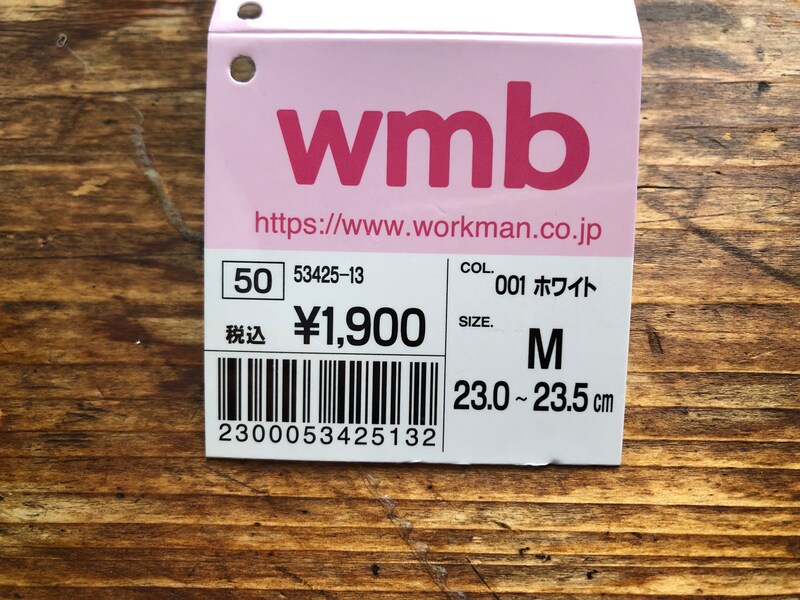 wmb
https://www.workman.co.jp
50 53425-13
税込 ¥1,900
2300053425132
COL. 001 ホワイト
SIZE.
M
23.0~23.5cm